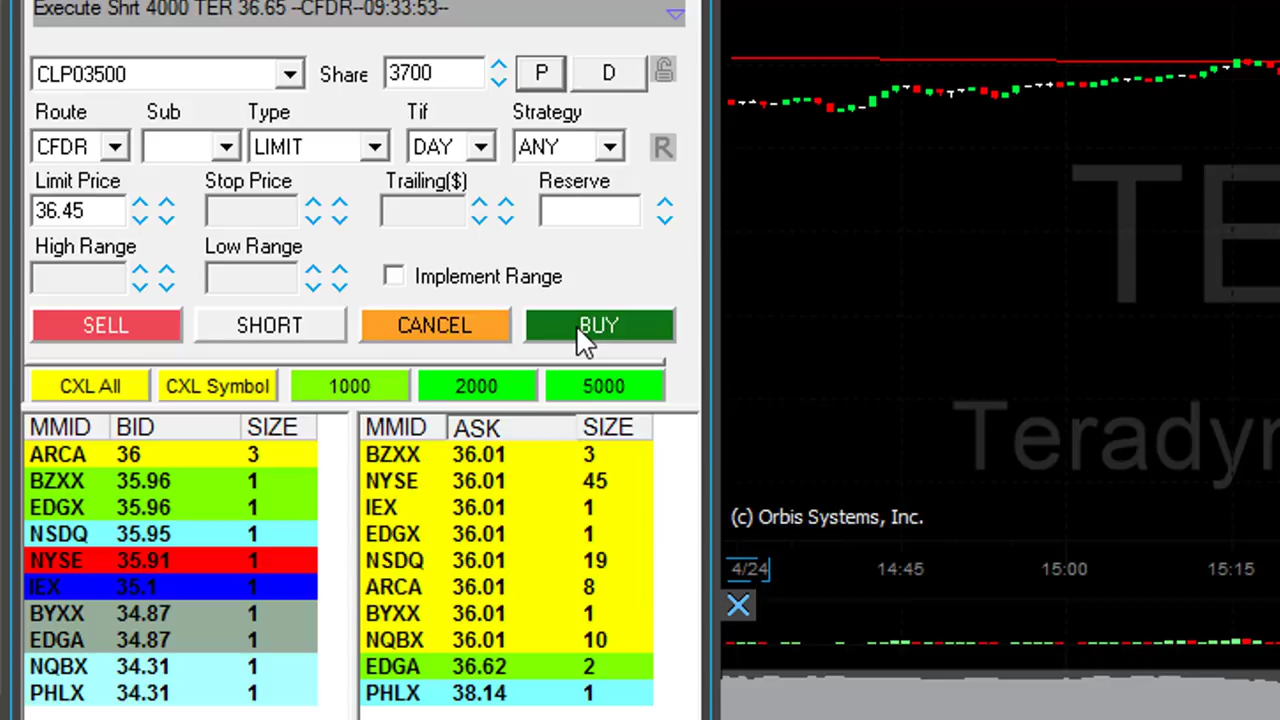 Execute Shrt 4000 TER 36.65 --CFDR--09:33:53--
CLP03500 Share 3700 P D
Route Sub Type Tif Strategy
CFDR LIMIT DAY ANY R
Limit Price Stop Price Trailing($) Reserve
36.45
High Range Low Range
Implement Range
SELL SHORT CANCEL BUY
CXL All CXL Symbol 1000 2000 5000
MMID BID SIZE MMID ASK SIZE
ARCA 36 3 BZXX 36.01 3
BZXX 35.96 1 NYSE 36.01 45
EDGX 35.96 1 IEX 36.01 1
NSDQ 35.95 1 EDGX 36.01 1
NYSE 35.91 1 NSDQ 36.01 19
IEX 35.1 1 ARCA 36.01 8
BYXX 34.87 1 BYXX 36.01 1
EDGA 34.87 1 NQBX 36.01 10
NQBX 34.31 1 EDGA 36.62 2
PHLX 34.31 1 PHLX 38.14 1
TE
Teradyn
(c) Orbis Systems, Inc.
4/24 14:45 15:00 15:15